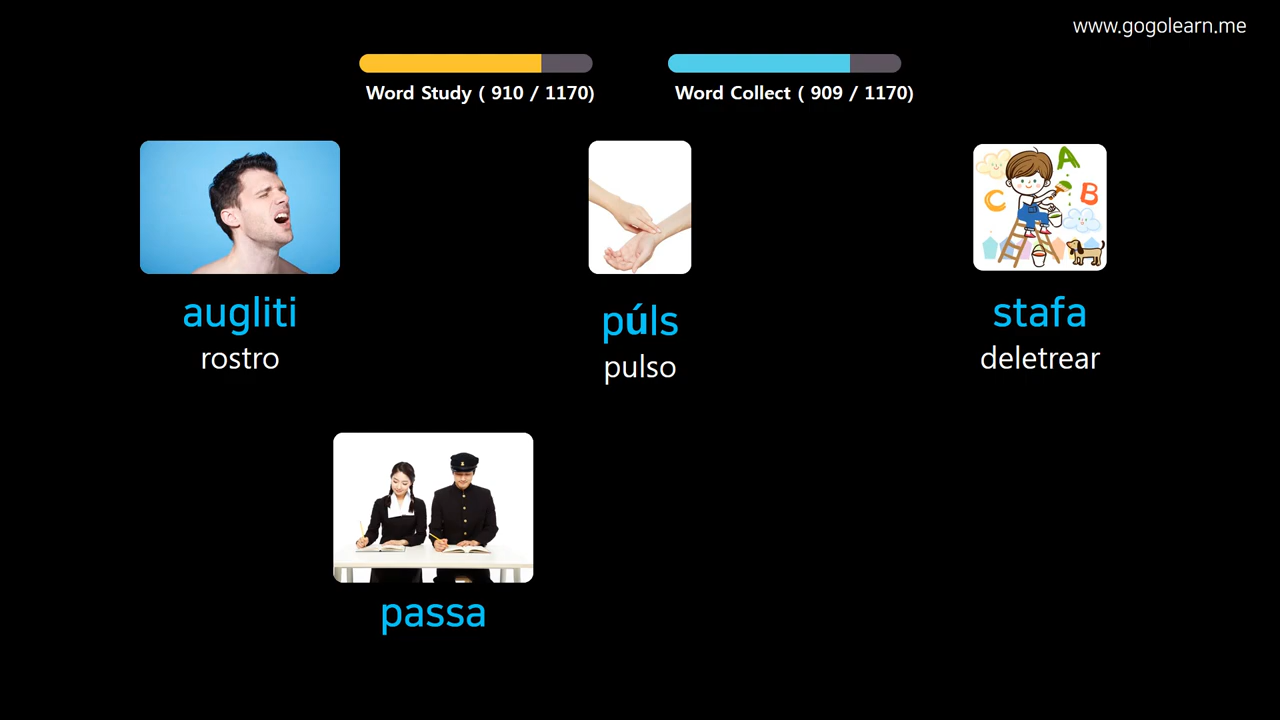 www.gogolearn.me
Word Study ( 910 / 1170)
Word Collect ( 909 / 1170)
A
B
C
augliti
rostro
púls
pulso
stafa
deletrear
passa